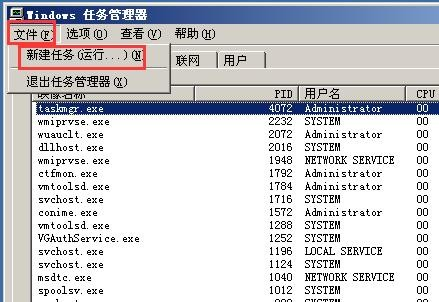 Windows 任务管理器
文件(F) 选项(O) 查看(V) 帮助(H)
新建任务(运行...)(N)
联网 用户
退出任务管理器(X)
映像名称 PID 用户名 CPU
taskmgr.exe 4072 Administrator 00
wmiprvse.exe 2232 SYSTEM 00
wuauclt.exe 2072 Administrator 00
dllhost.exe 2016 SYSTEM 00
wmiprvse.exe 1948 NETWORK SERVICE 00
ctfmon.exe 1792 Administrator 00
vmtoolsd.exe 1784 Administrator 00
svchost.exe 1716 SYSTEM 00
conime.exe 1572 Administrator 00
vmtoolsd.exe 1288 SYSTEM 00
VGAuthService.exe 1252 SYSTEM 00
svchost.exe 1196 LOCAL SERVICE 00
svchost.exe 1124 SYSTEM 00
msdtc.exe 1040 NETWORK SERVICE 00
spoolsv.exe 1012 SYSTEM 00